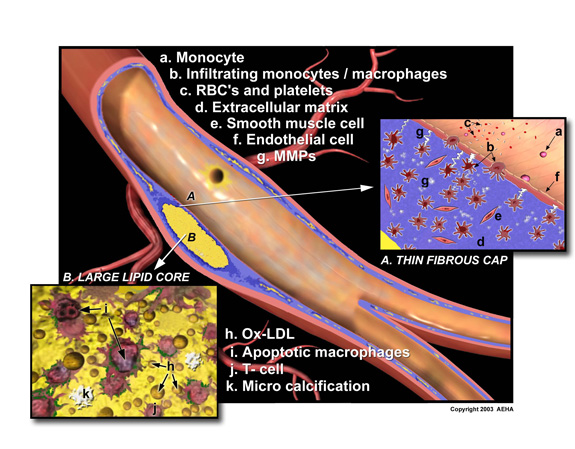 a. Monocyte
b. Infiltrating monocytes / macrophages
c. RBC's and platelets
d. Extracellular matrix
e. Smooth muscle cell
f. Endothelial cell
g. MMPs
c
g
a
b
g
f
e
d
A
B
A. THIN FIBROUS CAP
B. LARGE LIPID CORE
i
h
k
j
h. Ox-LDL
i. Apoptotic macrophages
j. T- cell
k. Micro calcification
Copyright 2003 AEHA